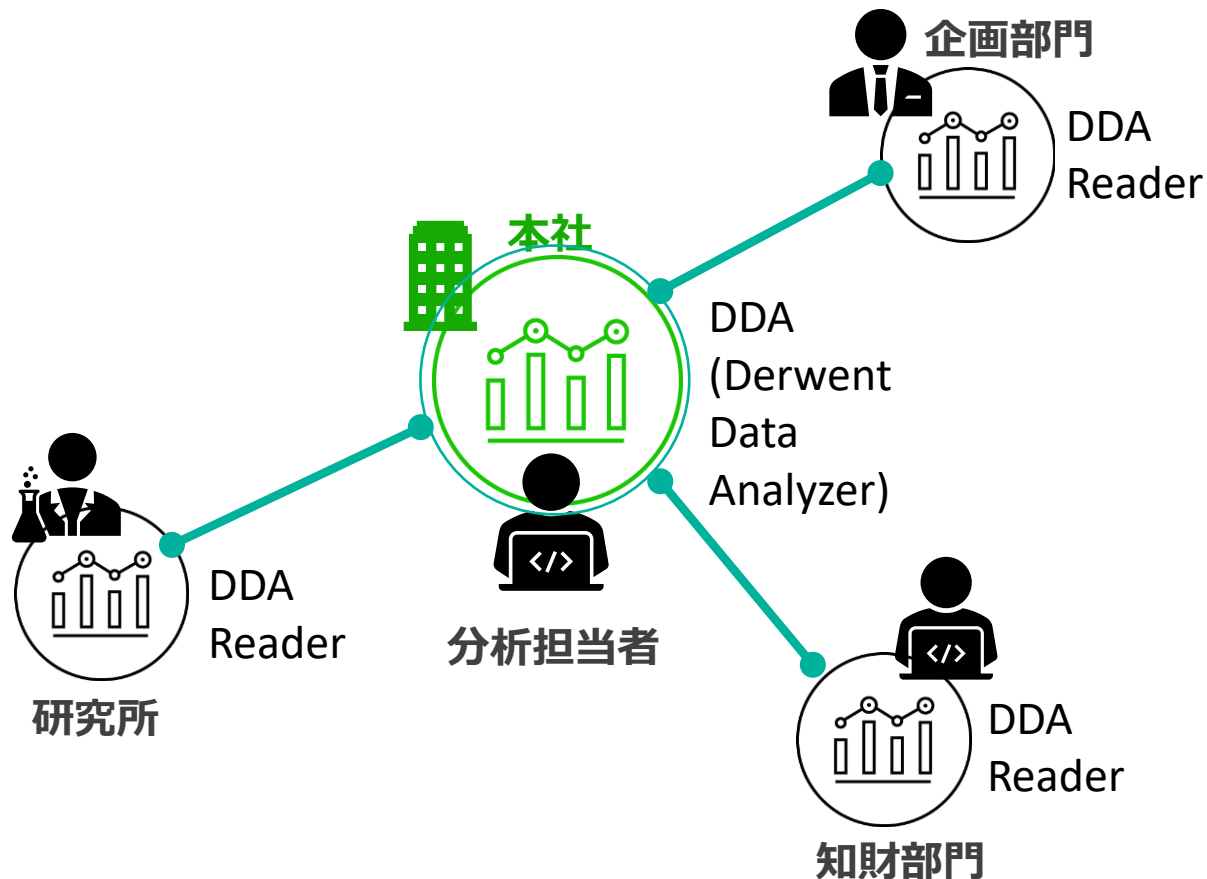 企画部門
DDA
Reader
本社
DDA
(Derwent
Data
Analyzer)
</>
分析担当者
DDA
Reader
研究所
</>
DDA
Reader
知財部門